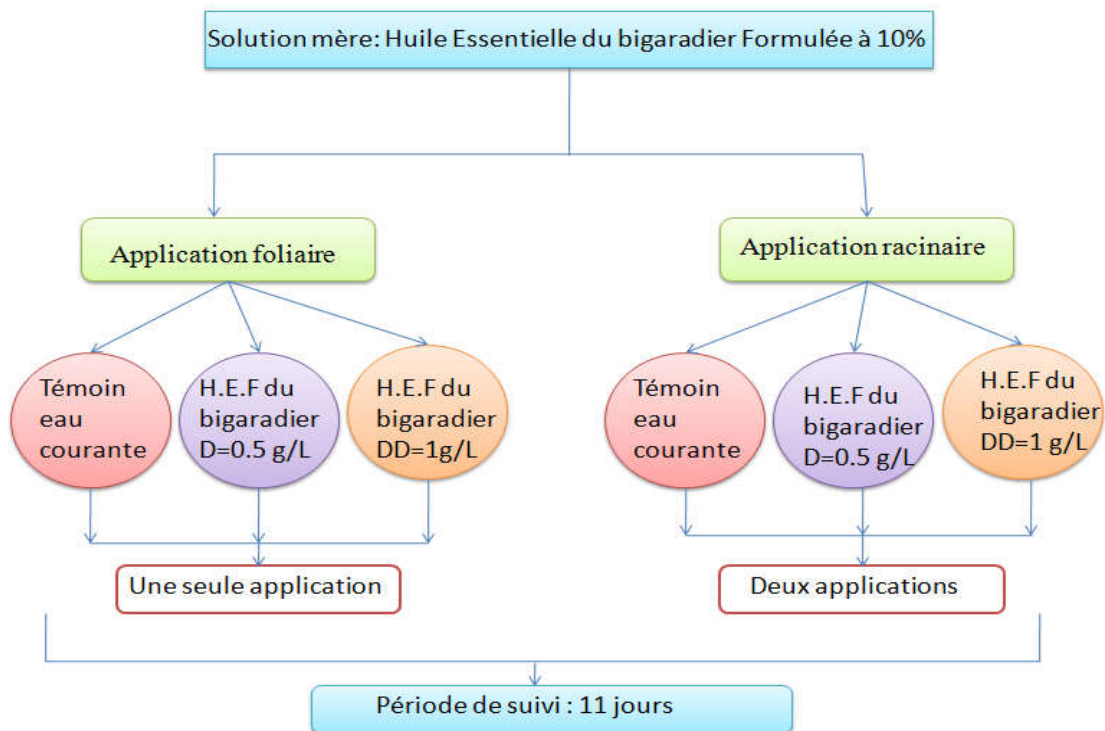 Solution mère: Huile Essentielle du bigaradier Formulée à 10%
Application foliaire
Application racinaire
Témoin
eau
courante
H.E.F du
bigaradier
D=0.5 g/L
H.E.F du
bigaradier
DD=1g/L
Témoin
eau
courante
H.E.F du
bigaradier
D=0.5 g/L
H.E.F du
bigaradier
DD=1 g/L
Une seule application
Deux applications
Période de suivi : 11 jours